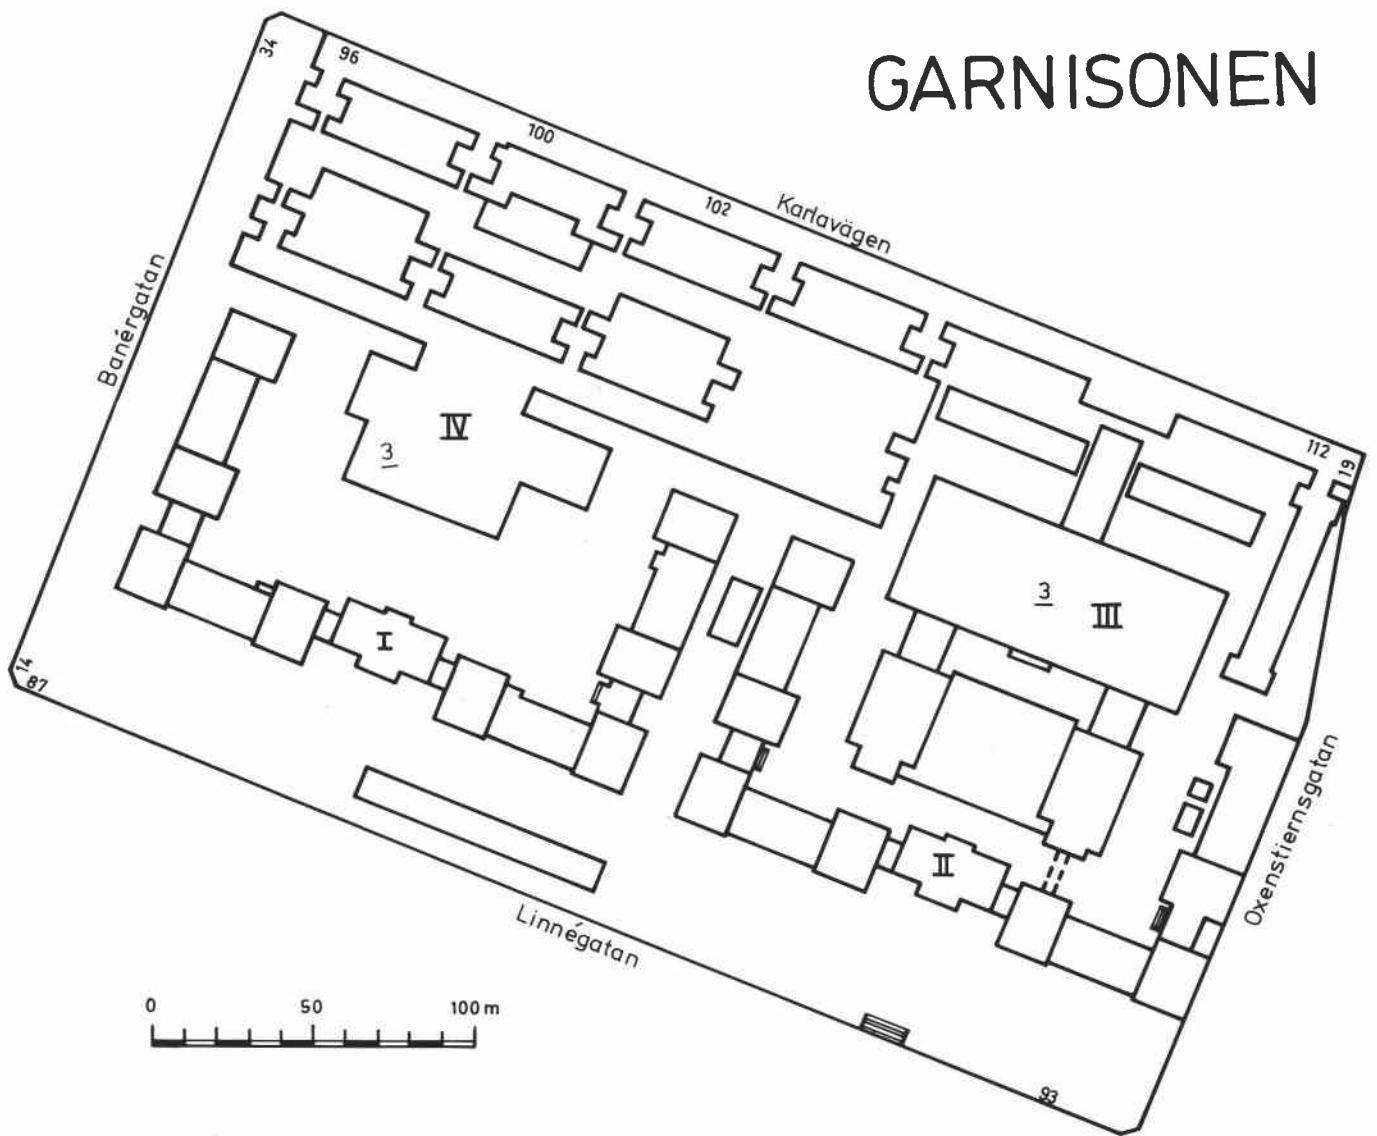 GARNISONEN
34
96
100
102
Karlavägen
112
19
Banérgatan
IV
3
3
III
I
II
14
87
Linnégatan
Oxenstiernsgatan
93
0 50 100 m